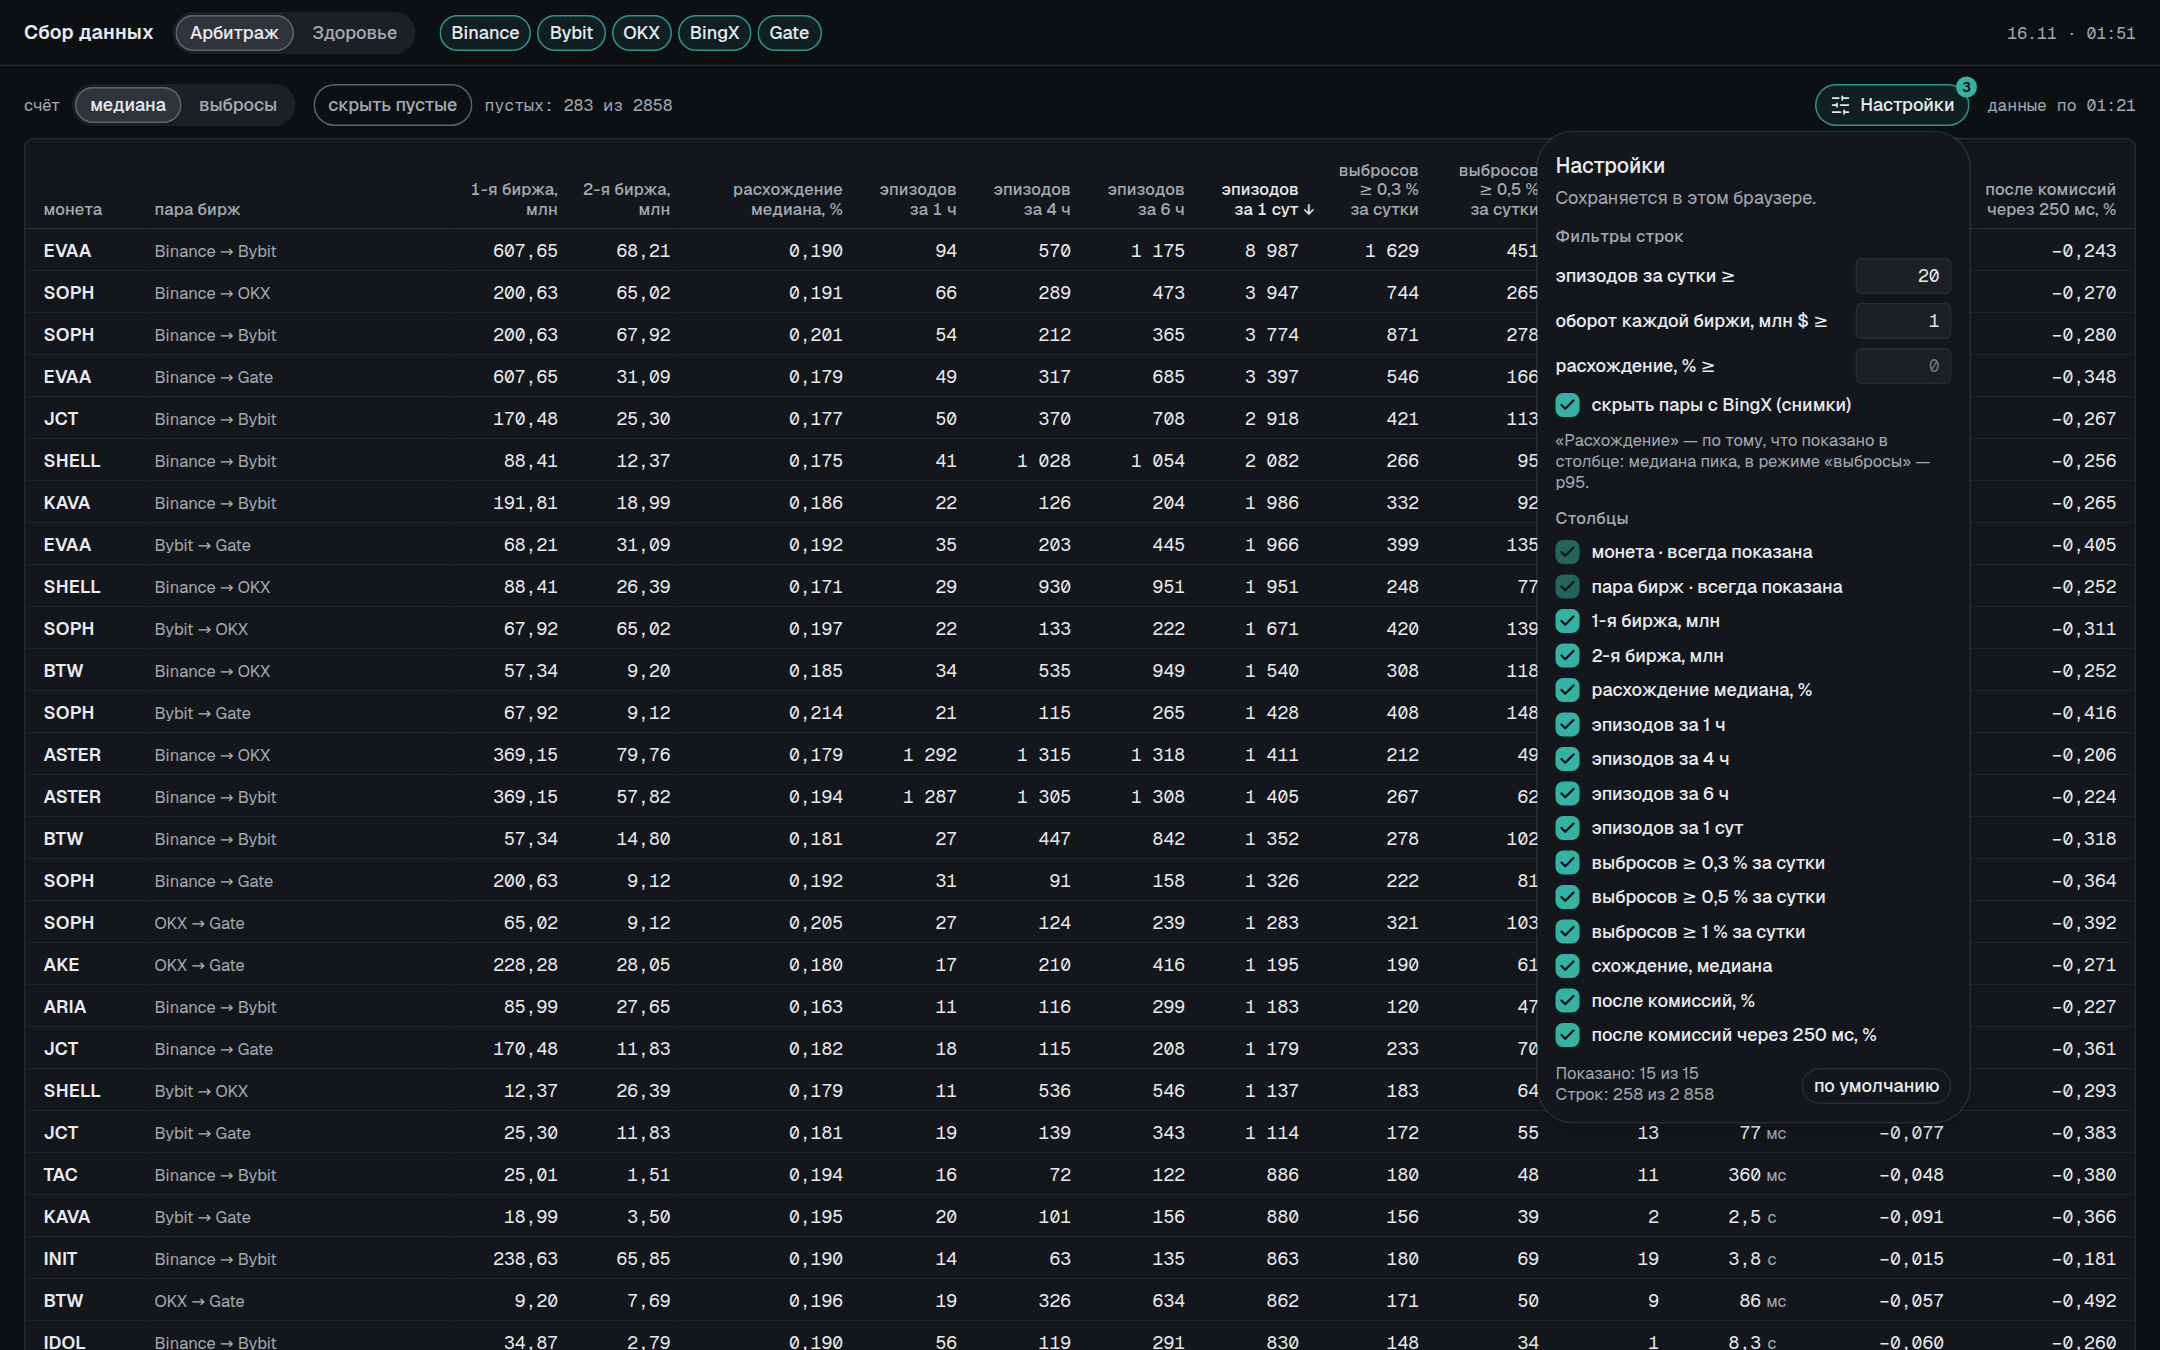 Сбор данных Арбитраж Здоровье Binance Bybit OKX BingX Gate 16.11 · 01:51
счёт медиана выбросы скрыть пустые пустых: 283 из 2858 Настройки 3 данные по 01:21
монета пара бирж 1-я биржа, млн 2-я биржа, млн расхождение медиана, % эпизодов за 1 ч эпизодов за 4 ч эпизодов за 6 ч эпизодов за 1 сут ↓ выбросов ≥ 0,3 % за сутки выбросов ≥ 0,5 % за сутки после комиссий через 250 мс, %
EVAA Binance → Bybit 607,65 68,21 0,190 94 570 1 175 8 987 1 629 451 −0,243
SOPH Binance → OKX 200,63 65,02 0,191 66 289 473 3 947 744 265 −0,270
SOPH Binance → Bybit 200,63 67,92 0,201 54 212 365 3 774 871 278 −0,280
EVAA Binance → Gate 607,65 31,09 0,179 49 317 685 3 397 546 166 −0,348
JCT Binance → Bybit 170,48 25,30 0,177 50 370 708 2 918 421 113 −0,267
SHELL Binance → Bybit 88,41 12,37 0,175 41 1 028 1 054 2 082 266 95 −0,256
KAVA Binance → Bybit 191,81 18,99 0,186 22 126 204 1 986 332 92 −0,265
EVAA Bybit → Gate 68,21 31,09 0,192 35 203 445 1 966 399 135 −0,405
SHELL Binance → OKX 88,41 26,39 0,171 29 930 951 1 951 248 77 −0,252
SOPH Bybit → OKX 67,92 65,02 0,197 22 133 222 1 671 420 139 −0,311
BTW Binance → OKX 57,34 9,20 0,185 34 535 949 1 540 308 118 −0,252
SOPH Bybit → Gate 67,92 9,12 0,214 21 115 265 1 428 408 148 −0,416
ASTER Binance → OKX 369,15 79,76 0,179 1 292 1 315 1 318 1 411 212 49 −0,206
ASTER Binance → Bybit 369,15 57,82 0,194 1 287 1 305 1 308 1 405 267 62 −0,224
BTW Binance → Bybit 57,34 14,80 0,181 27 447 842 1 352 278 102 −0,318
SOPH Binance → Gate 200,63 9,12 0,192 31 91 158 1 326 222 81 −0,364
SOPH OKX → Gate 65,02 9,12 0,205 27 124 239 1 283 321 103 −0,392
AKE OKX → Gate 228,28 28,05 0,180 17 210 416 1 195 190 61 −0,271
ARIA Binance → Bybit 85,99 27,65 0,163 11 116 299 1 183 120 47 −0,227
JCT Binance → Gate 170,48 11,83 0,182 18 115 208 1 179 233 70 −0,361
SHELL Bybit → OKX 12,37 26,39 0,179 11 536 546 1 137 183 64 −0,293
JCT Bybit → Gate 25,30 11,83 0,181 19 139 343 1 114 172 55 13 77 мс −0,077 −0,383
TAC Binance → Bybit 25,01 1,51 0,194 16 72 122 886 180 48 11 360 мс −0,048 −0,380
KAVA Bybit → Gate 18,99 3,50 0,195 20 101 156 880 156 39 2 2,5 с −0,091 −0,366
INIT Binance → Bybit 238,63 65,85 0,190 14 63 135 863 180 69 19 3,8 с −0,015 −0,181
BTW OKX → Gate 9,20 7,69 0,196 19 326 634 862 171 50 9 86 мс −0,057 −0,492
IDOL Binance → Bybit 34,87 2,79 0,190 56 119 291 830 148 34 1 8,3 с −0,060 −0,260
Настройки
Сохраняется в этом браузере.
Фильтры строк
эпизодов за сутки ≥ 20
оборот каждой биржи, млн $ ≥ 1
расхождение, % ≥ 0
скрыть пары с BingX (снимки)
«Расхождение» — по тому, что показано в
столбце: медиана пика, в режиме «выбросы» —
p95.
Столбцы
монета · всегда показана
пара бирж · всегда показана
1-я биржа, млн
2-я биржа, млн
расхождение медиана, %
эпизодов за 1 ч
эпизодов за 4 ч
эпизодов за 6 ч
эпизодов за 1 сут
выбросов ≥ 0,3 % за сутки
выбросов ≥ 0,5 % за сутки
выбросов ≥ 1 % за сутки
схождение, медиана
после комиссий, %
после комиссий через 250 мс, %
Показано: 15 из 15
Строк: 258 из 2 858 по умолчанию